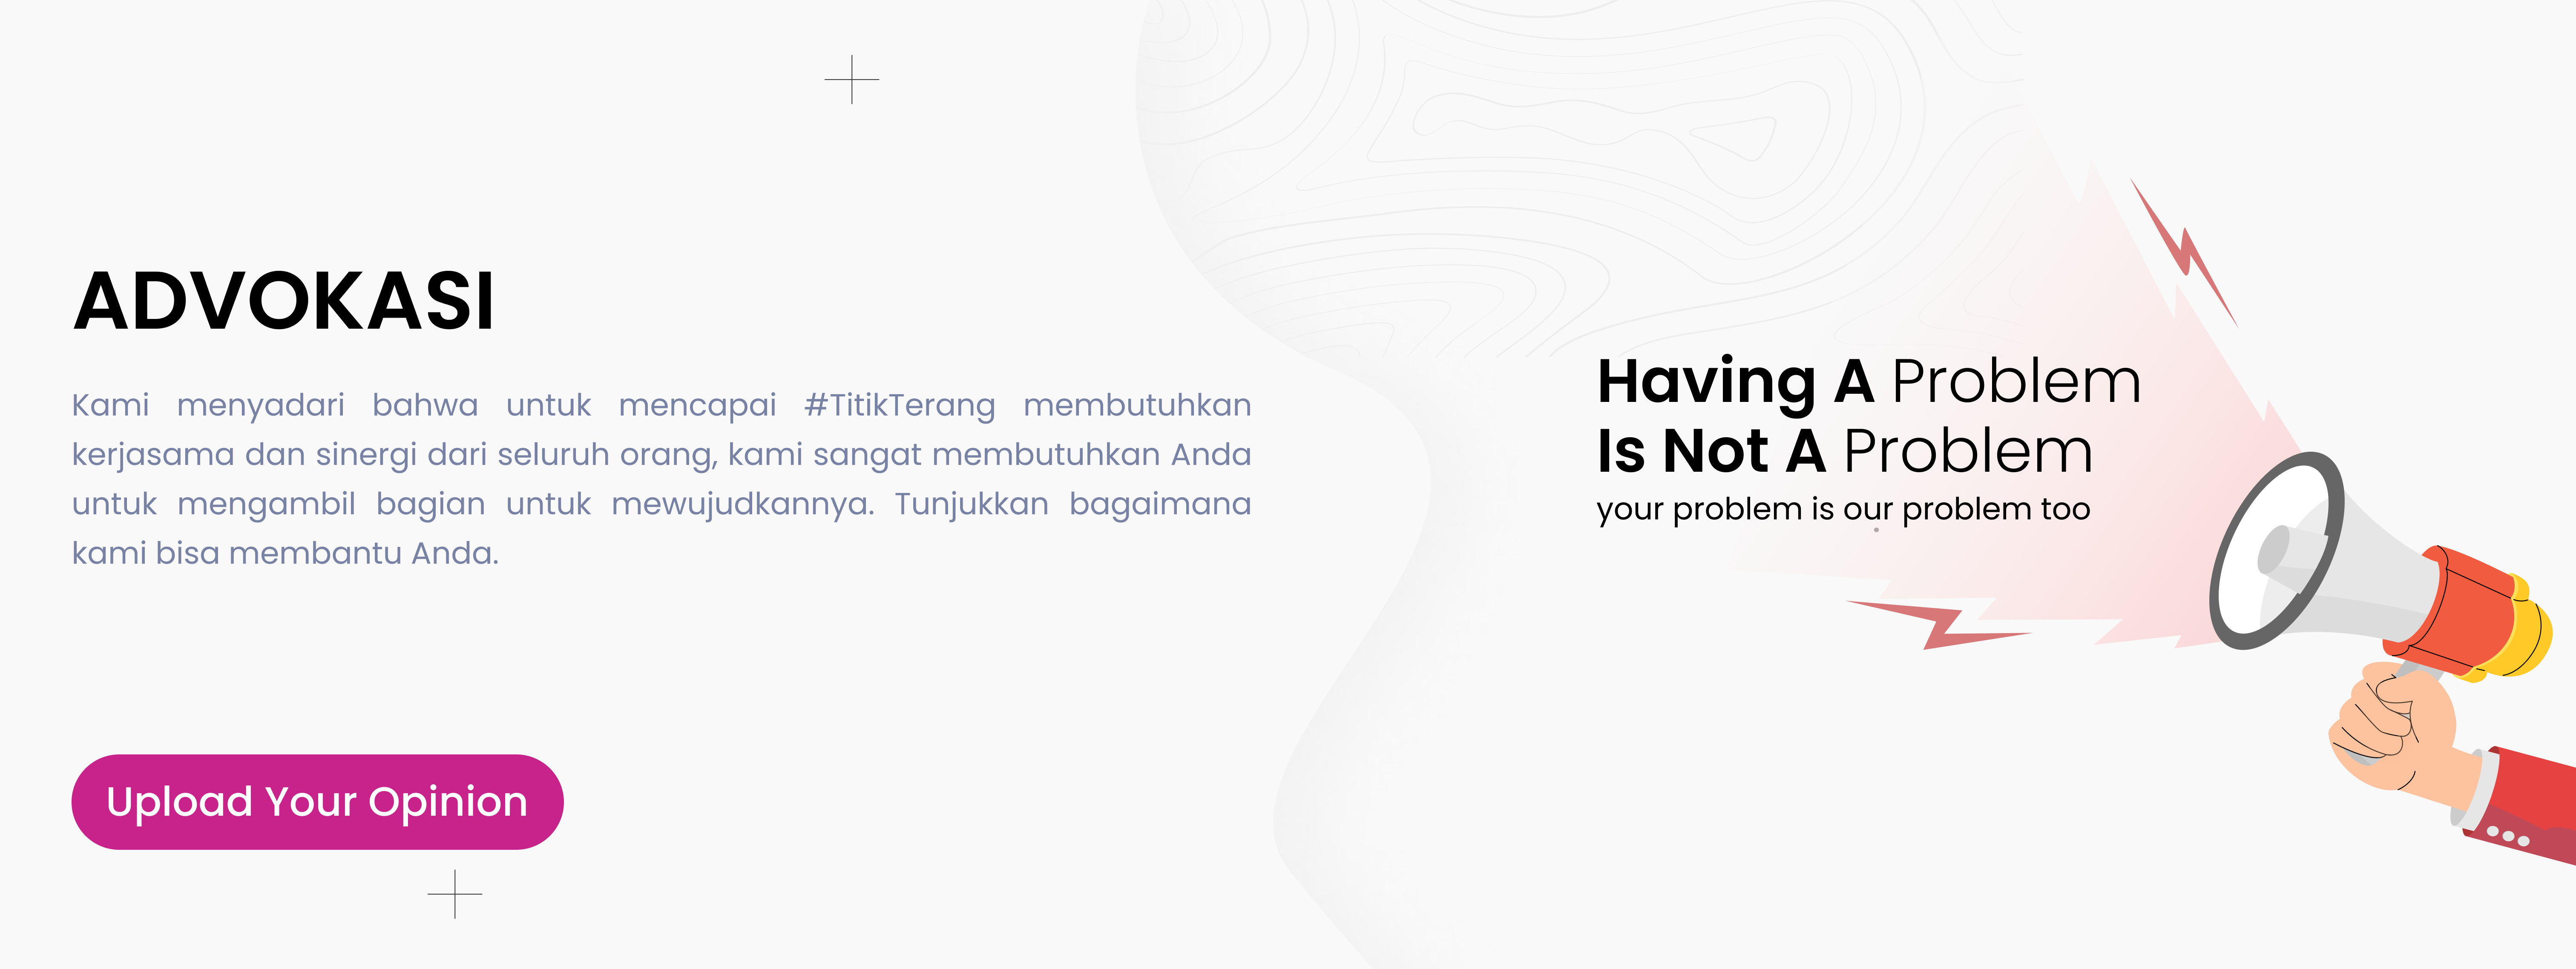 ADVOKASI
Kami menyadari bahwa untuk mencapai #TitikTerang membutuhkan
kerjasama dan sinergi dari seluruh orang, kami sangat membutuhkan Anda
untuk mengambil bagian untuk mewujudkannya. Tunjukkan bagaimana
kami bisa membantu Anda.
Upload Your Opinion
Having A Problem
Is Not A Problem
your problem is our problem too